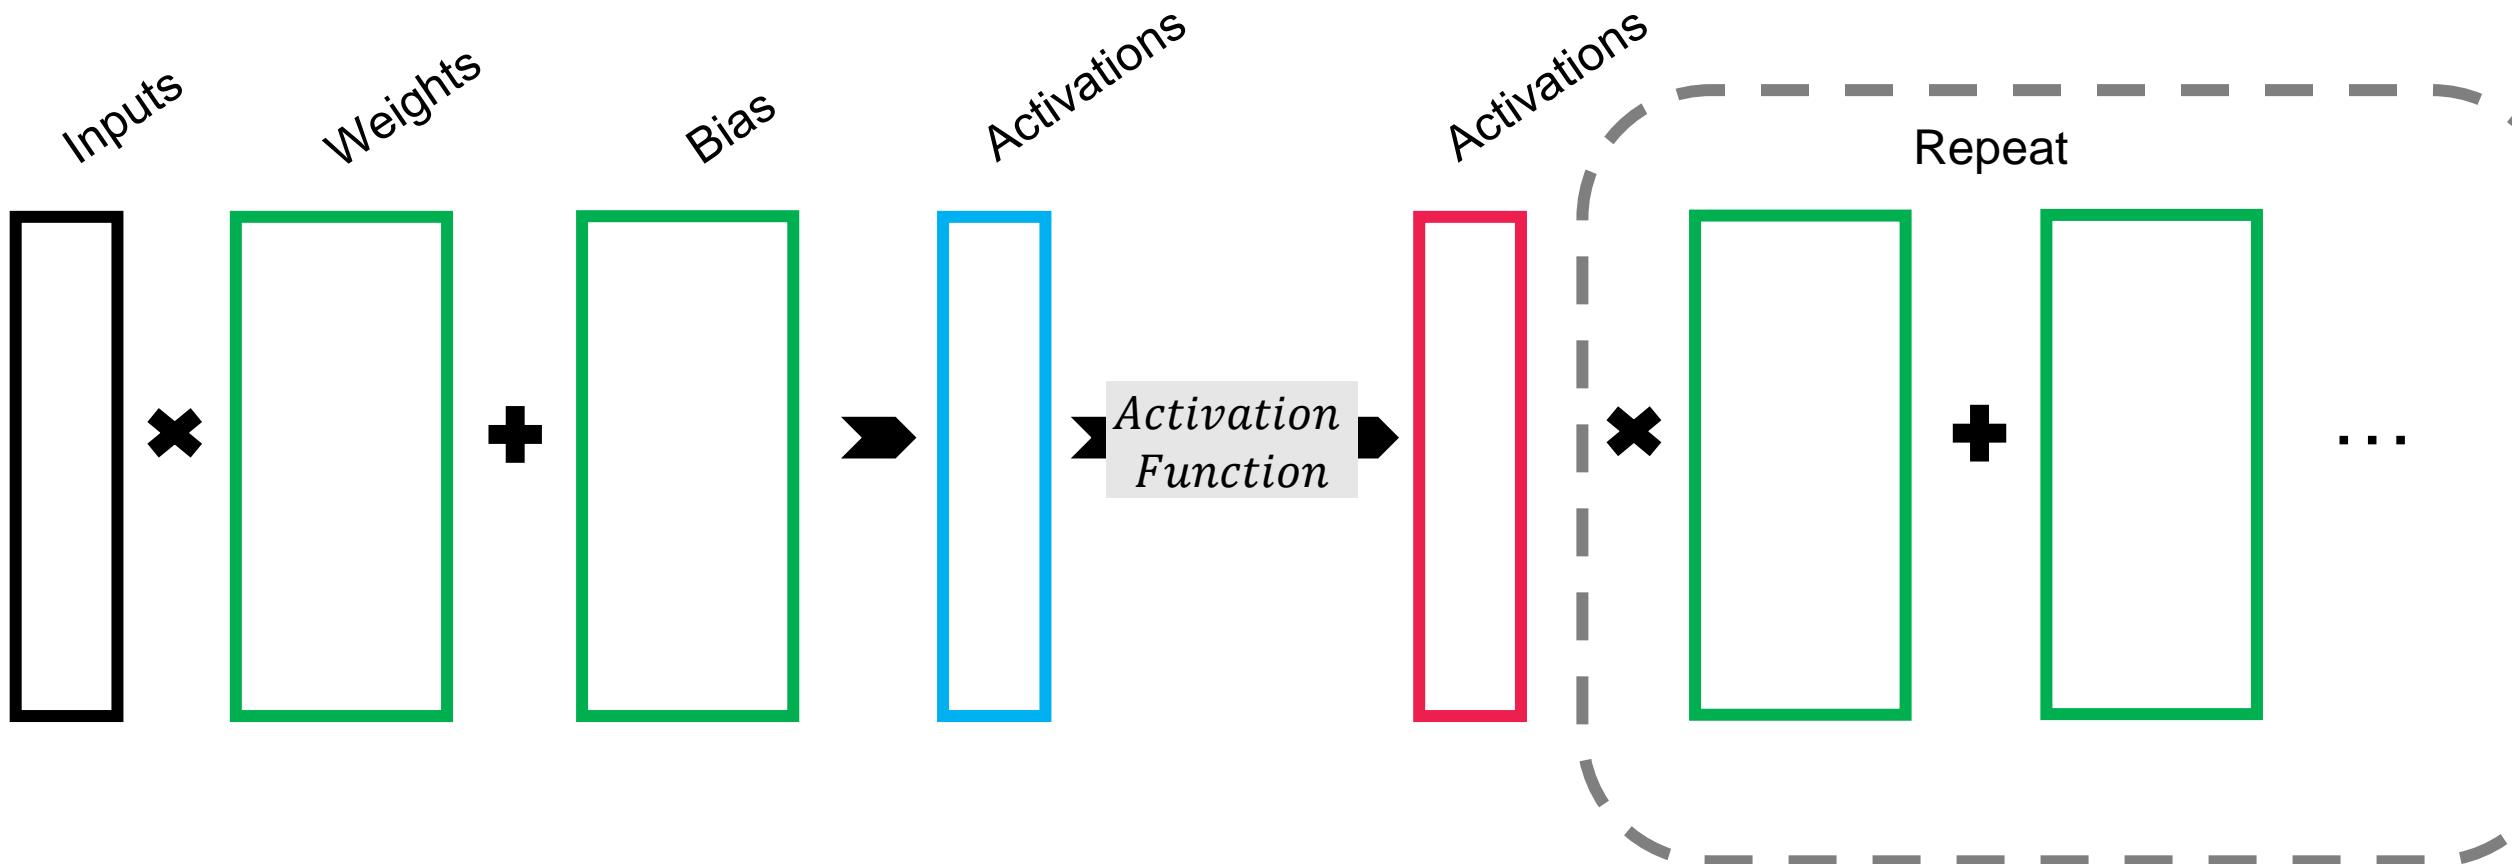 Inputs
Weights
Bias
Activations
Activations
Repeat
Activation
Function
...